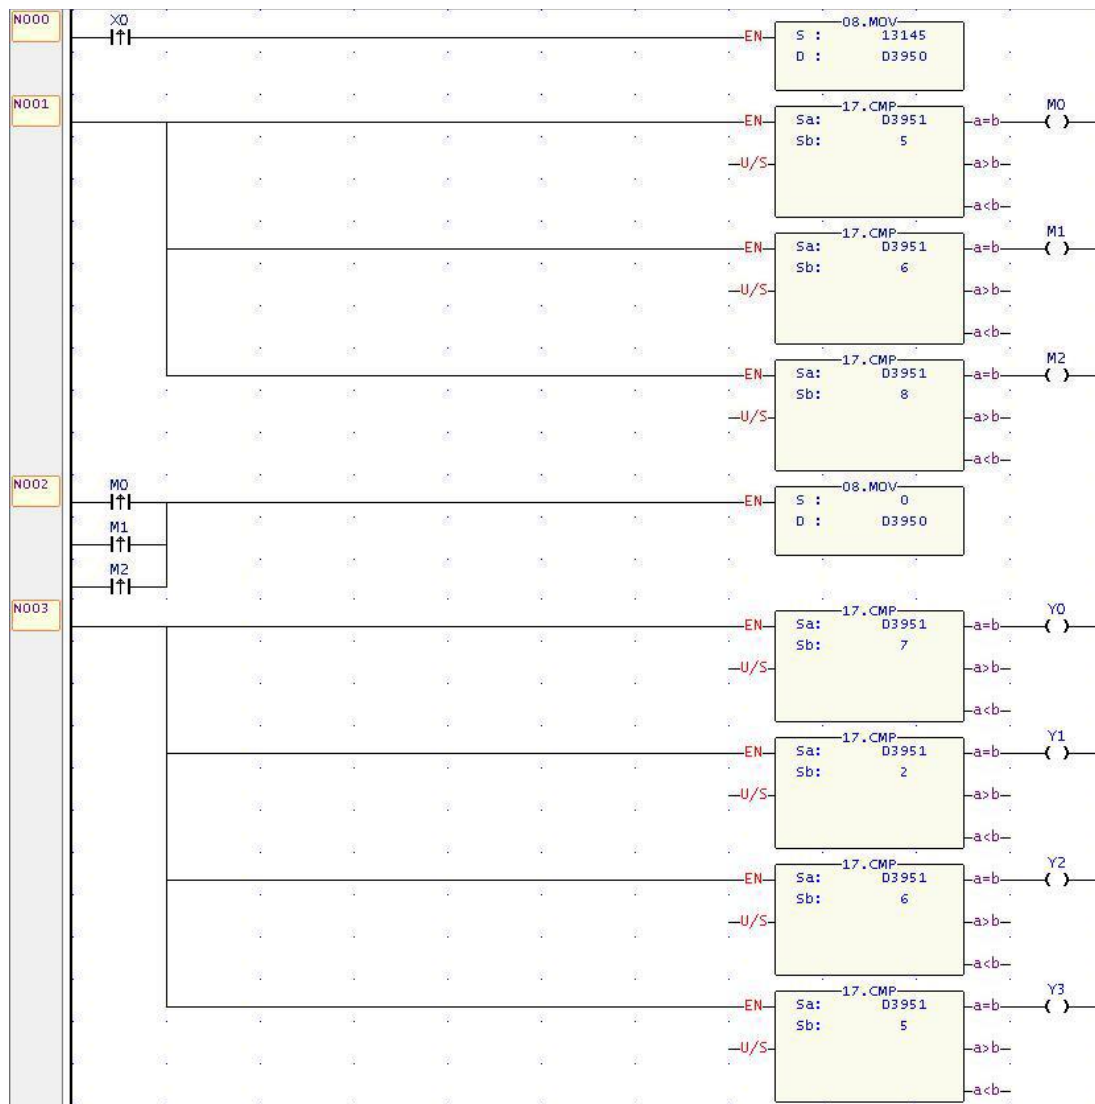 N000 X0 08.MOV
EN S : 13145
D : D3950
N001 17.CMP M0
EN Sa: D3951 a=b
U/S Sb: 5 a>b
a<b
17.CMP M1
EN Sa: D3951 a=b
U/S Sb: 6 a>b
a<b
17.CMP M2
EN Sa: D3951 a=b
U/S Sb: 8 a>b
a<b
N002 M0 08.MOV
EN S : 0
M1 D : D3950
M2
N003 17.CMP Y0
EN Sa: D3951 a=b
U/S Sb: 7 a>b
a<b
17.CMP Y1
EN Sa: D3951 a=b
U/S Sb: 2 a>b
a<b
17.CMP Y2
EN Sa: D3951 a=b
U/S Sb: 6 a>b
a<b
17.CMP Y3
EN Sa: D3951 a=b
U/S Sb: 5 a>b
a<b